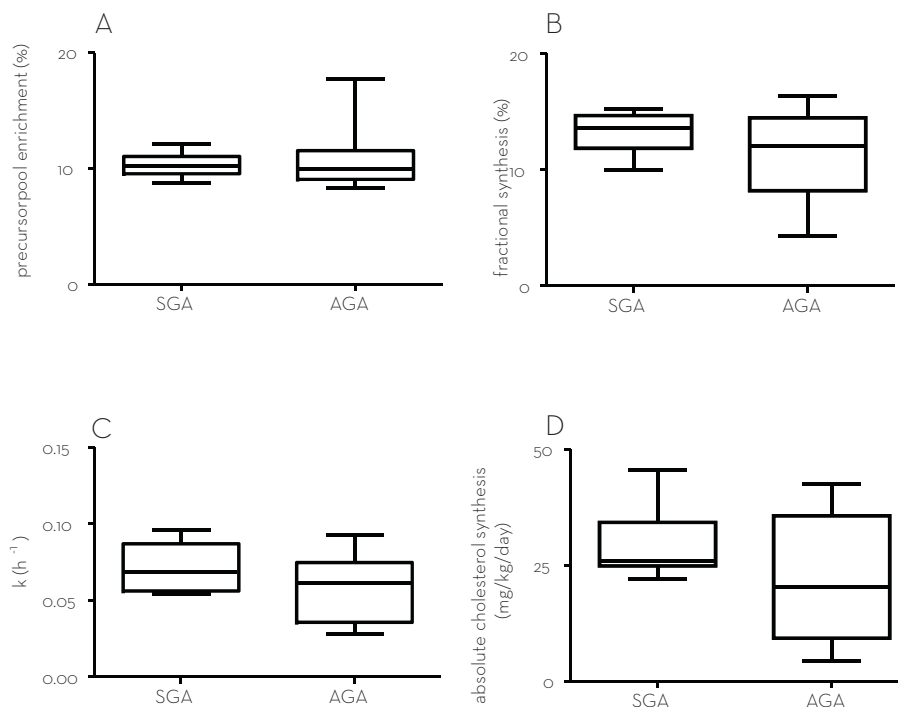 A
precursorpool enrichment (%)
20
10
0
SGA
AGA
B
fractional synthesis (%)
20
10
0
SGA
AGA
C
k (h ⁻¹ )
0.15
0.10
0.05
0.00
SGA
AGA
D
absolute cholesterol synthesis
(mg/kg/day)
50
25
0
SGA
AGA